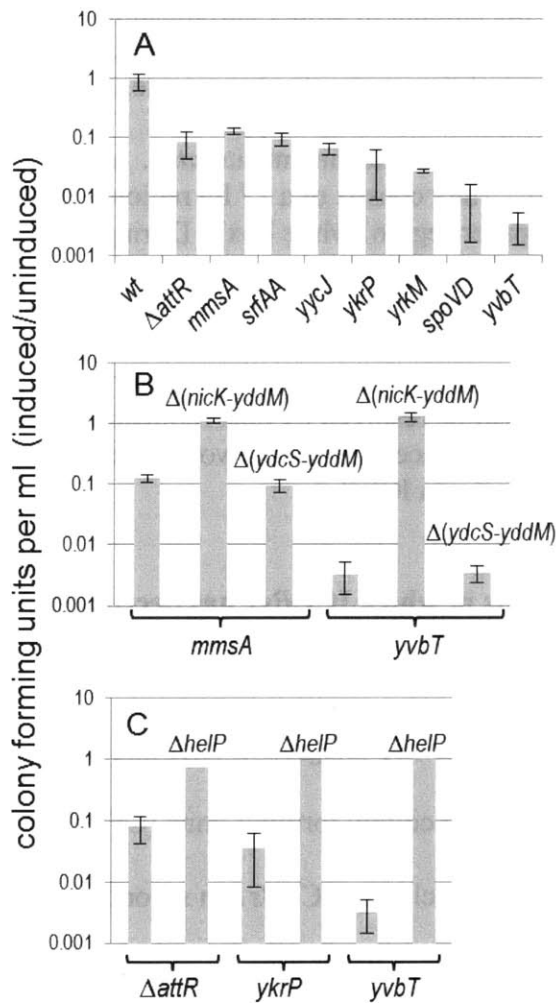 colony forming units per ml (induced/uninduced)
A
10
1
0.1
0.01
0.001
wt
ΔattR
mmsA
srfAA
yycJ
ykrP
yrkM
spoVD
yvbT
B
10
1
0.1
0.01
0.001
Δ(nicK-yddM)
Δ(ydcS-yddM)
Δ(nicK-yddM)
Δ(ydcS-yddM)
mmsA
yvbT
C
10
1
0.1
0.01
0.001
ΔhelP
ΔhelP
ΔhelP
ΔattR
ykrP
yvbT